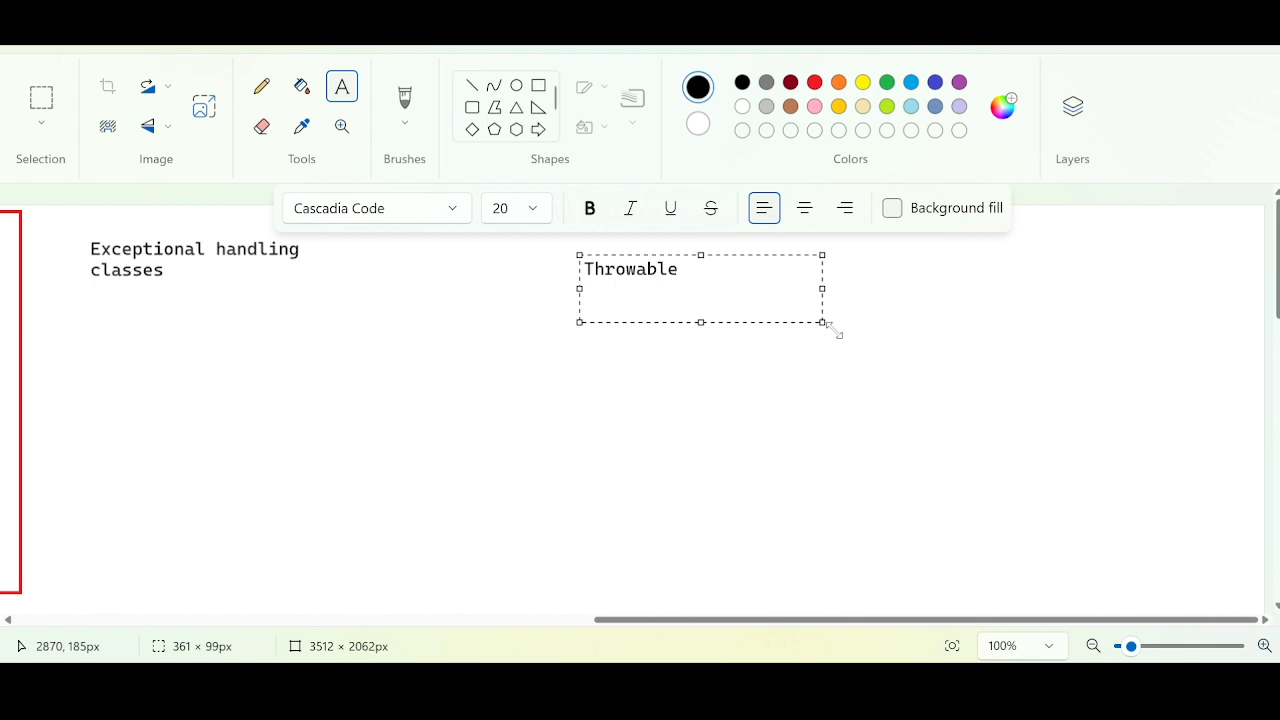 Selection
Image
Tools
Brushes
Shapes
Colors
Layers
Cascadia Code
20
B
I
U
S
Background fill
Exceptional handling
classes
Throwable
2870, 185px
361 × 99px
3512 × 2062px
100%